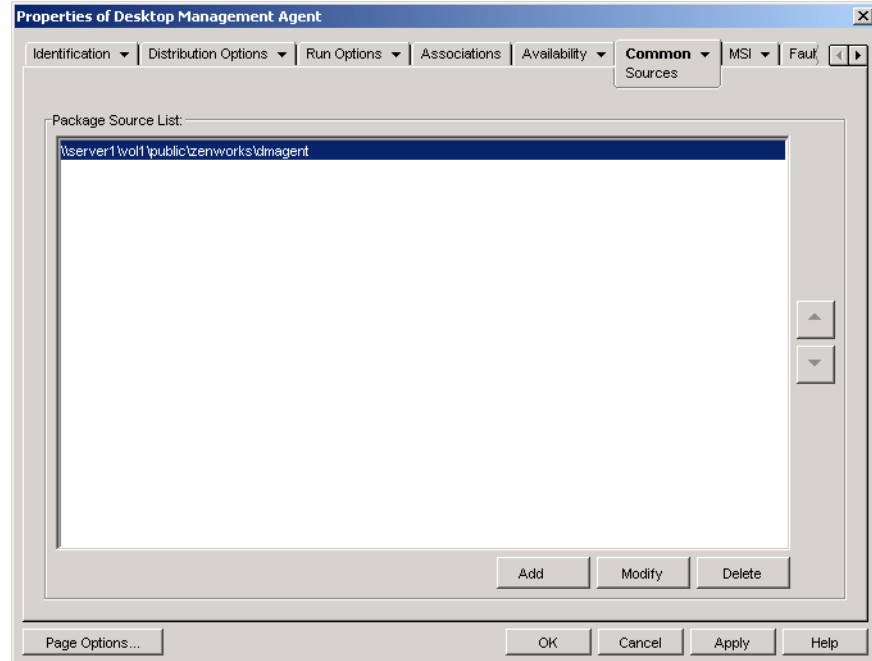 Properties of Desktop Management Agent
Identification Distribution Options Run Options Associations Availability Common MSI Fault
Sources
Package Source List:
\\server1\vol1\public\zenworks\dmagent
Add Modify Delete
Page Options... OK Cancel Apply Help